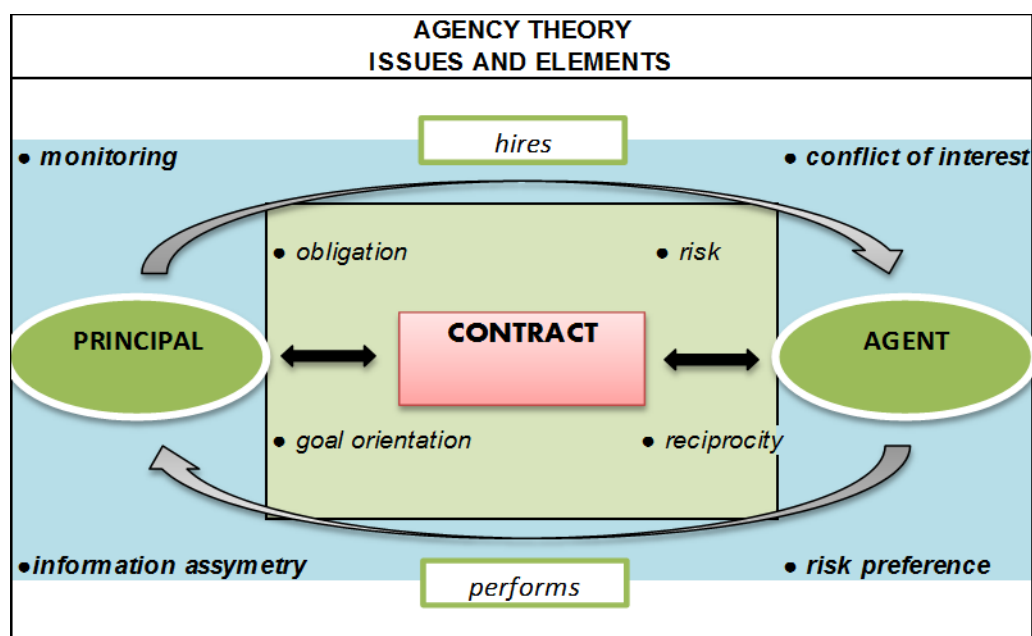 AGENCY THEORY
ISSUES AND ELEMENTS
hires
● monitoring
● conflict of interest
● obligation
● risk
PRINCIPAL
CONTRACT
AGENT
● goal orientation
● reciprocity
●information assymetry
● risk preference
performs